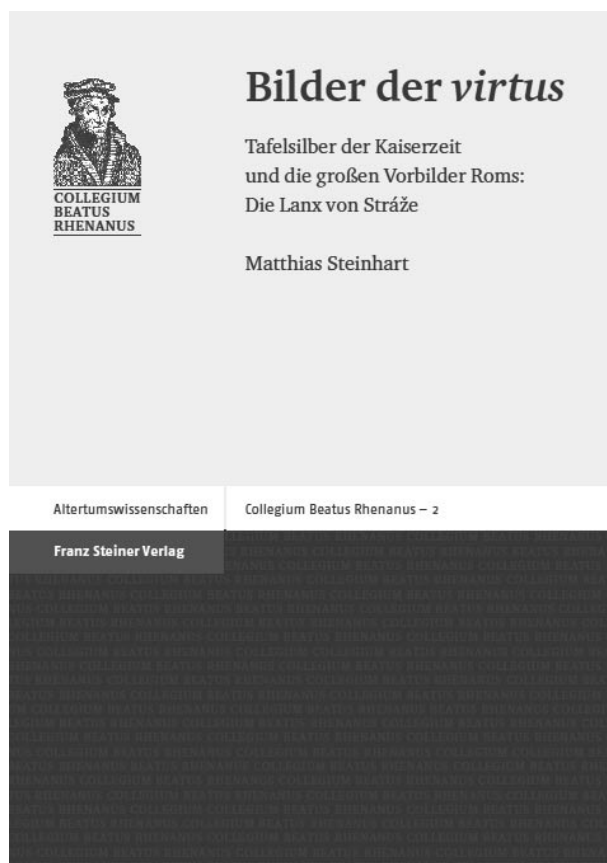 Bilder der virtus
Tafelsilber der Kaiserzeit
und die großen Vorbilder Roms:
Die Lanx von Stráže
Matthias Steinhart
COLLEGIUM
BEATUS
RHENANUS
Altertumswissenschaften
Collegium Beatus Rhenanus – 2
Franz Steiner Verlag